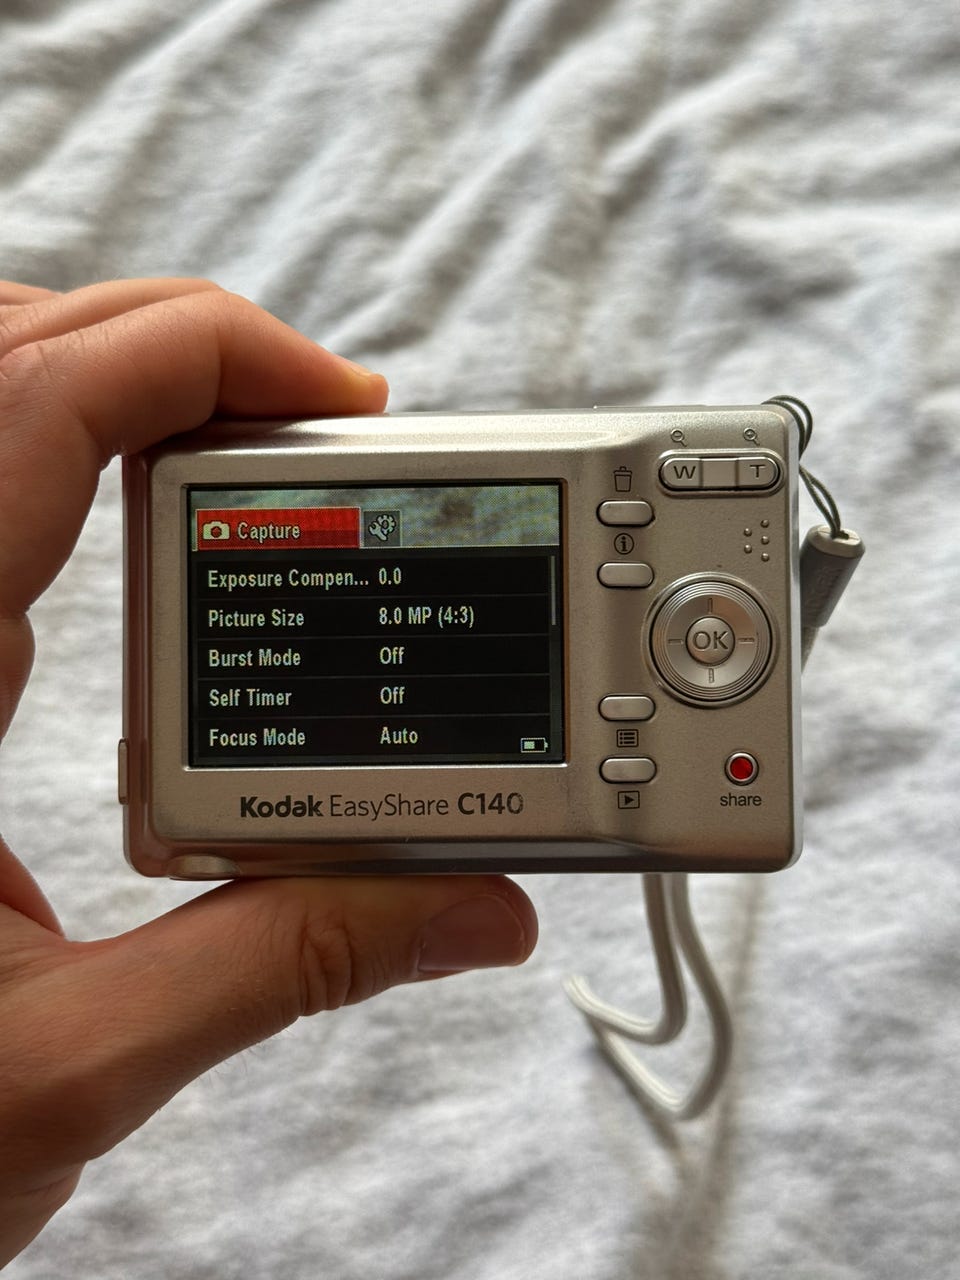 W T
Capture
Exposure Compen... 0.0
Picture Size 8.0 MP (4:3)
Burst Mode Off
Self Timer Off
Focus Mode Auto
OK
share
Kodak EasyShare C140